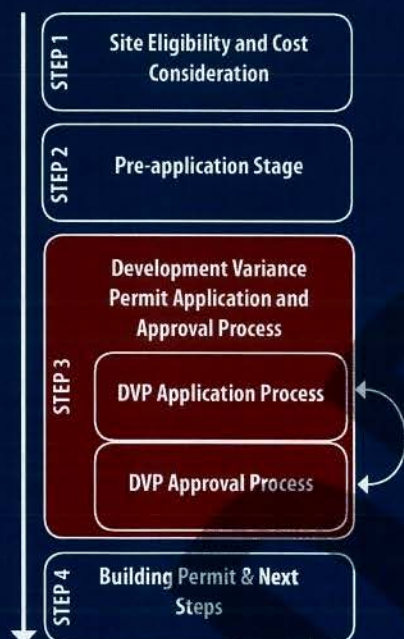 STEP 1
Site Eligibility and Cost
Consideration
STEP 2
Pre-application Stage
STEP 3
Development Variance
Permit Application and
Approval Process
DVP Application Process
DVP Approval Process
STEP 4
Building Permit & Next
Steps